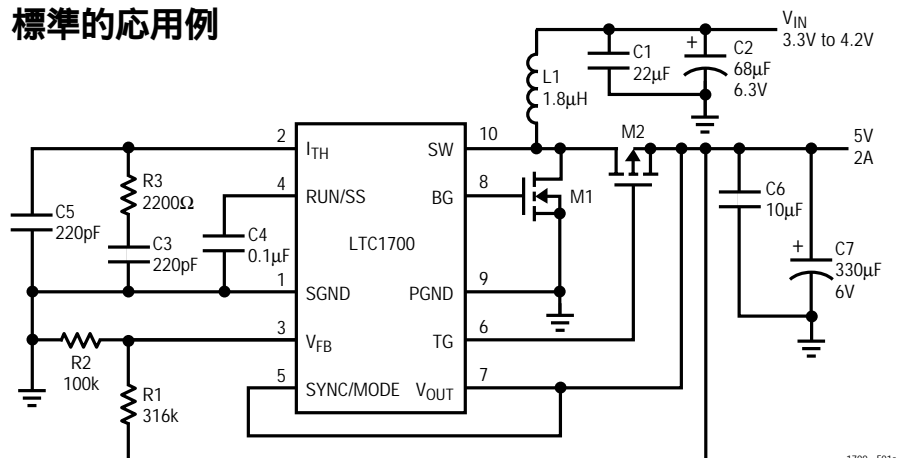 標準的応用例
VIN
3.3V to 4.2V
C1
22μF
+
C2
68μF
6.3V
L1
1.8μH
M2
5V
2A
2
ITH
10
SW
R3
2200Ω
4
RUN/SS
8
BG
M1
C6
10μF
C5
220pF
C3
220pF
C4
0.1μF
LTC1700
+
C7
330μF
6V
1
SGND
9
PGND
3
VFB
6
TG
R2
100k
5
SYNC/MODE
7
VOUT
R1
316k